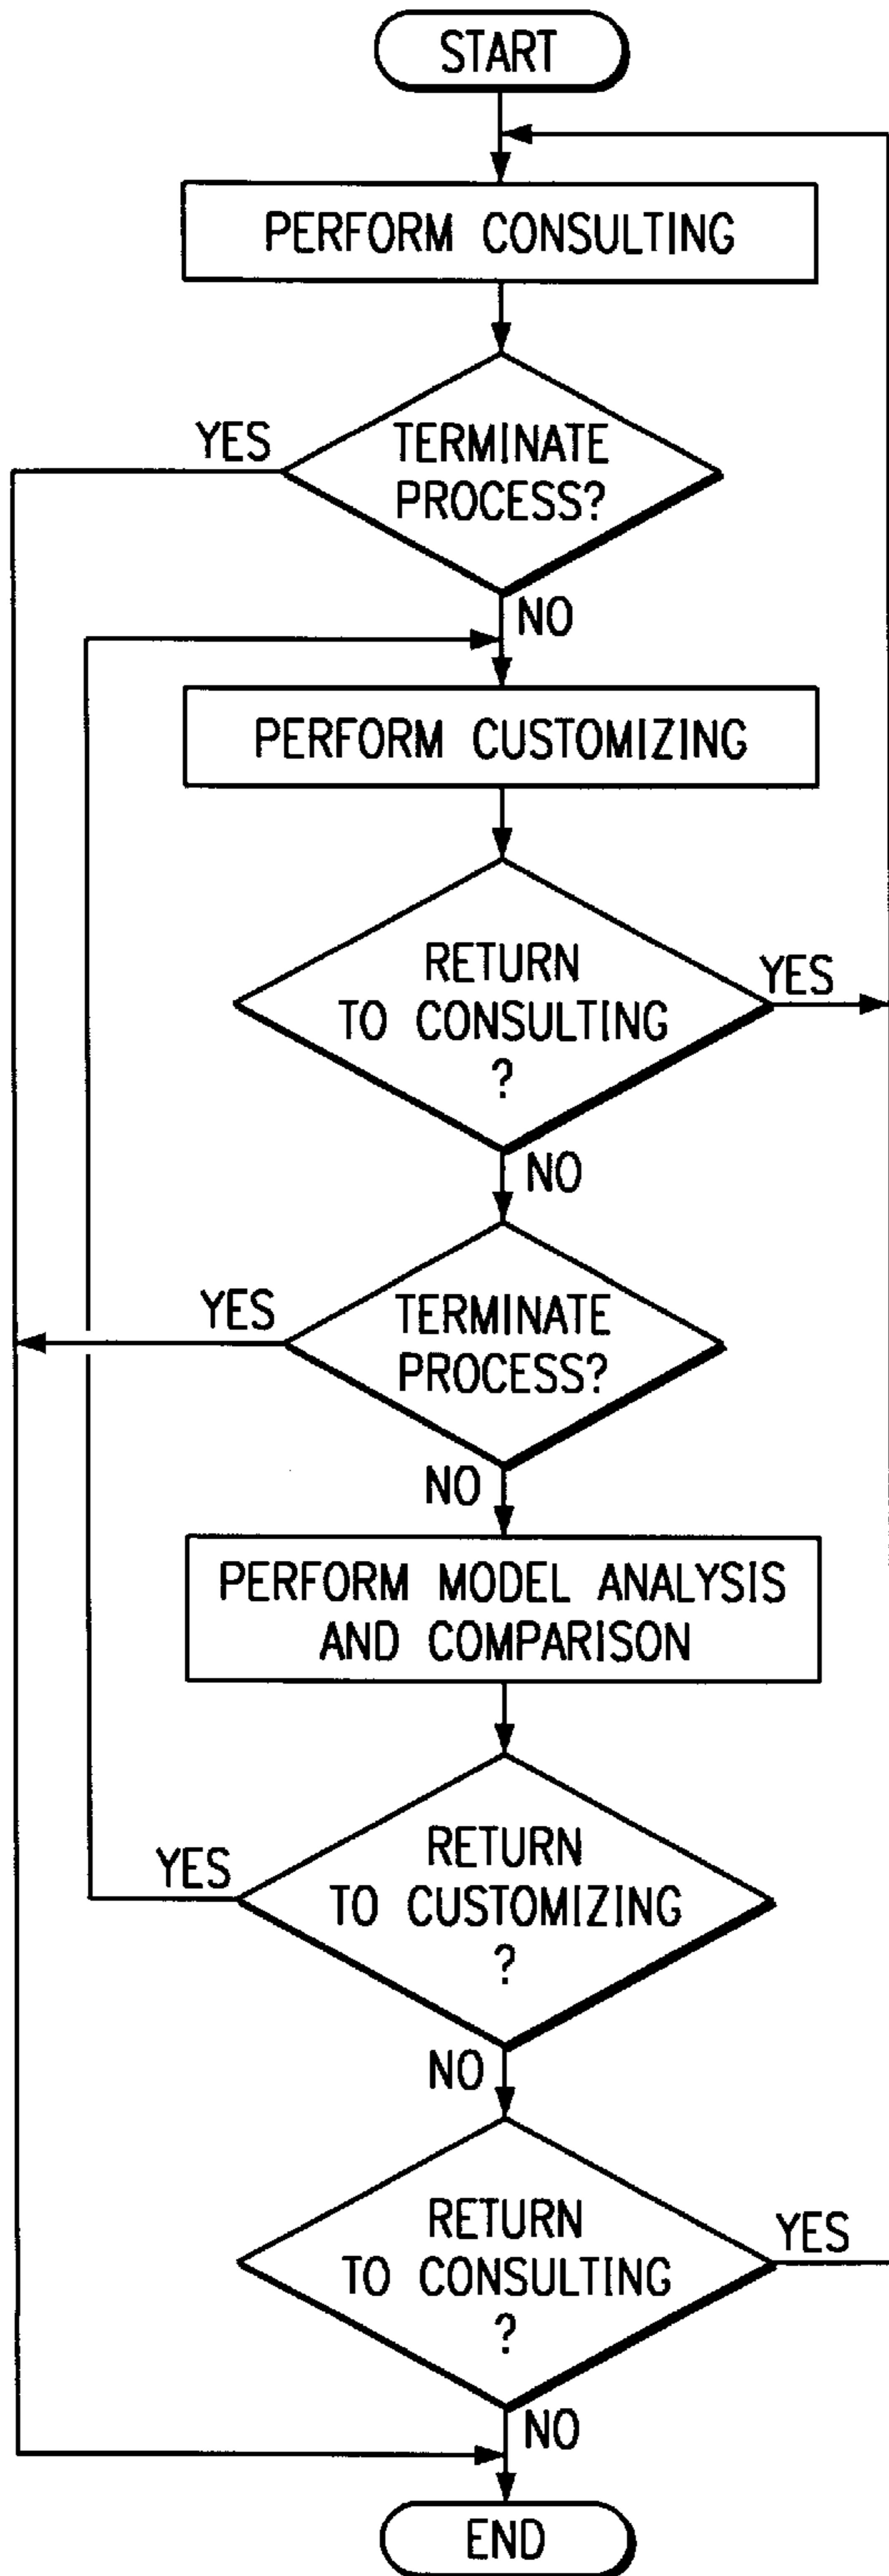 START
PERFORM CONSULTING
YES
TERMINATE
PROCESS?
NO
PERFORM CUSTOMIZING
RETURN
TO CONSULTING
?
YES
NO
YES
TERMINATE
PROCESS?
NO
PERFORM MODEL ANALYSIS
AND COMPARISON
YES
RETURN
TO CUSTOMIZING
?
NO
RETURN
TO CONSULTING
?
YES
NO
END